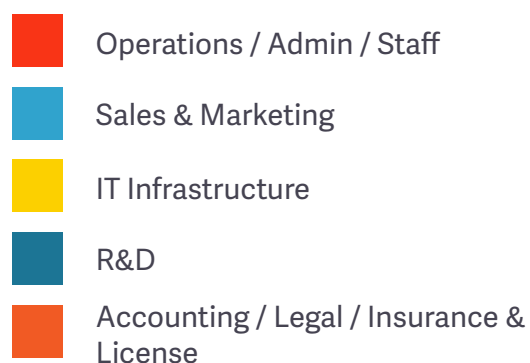 Operations / Admin / Staff
Sales & Marketing
IT Infrastructure
R&D
Accounting / Legal / Insurance &
License